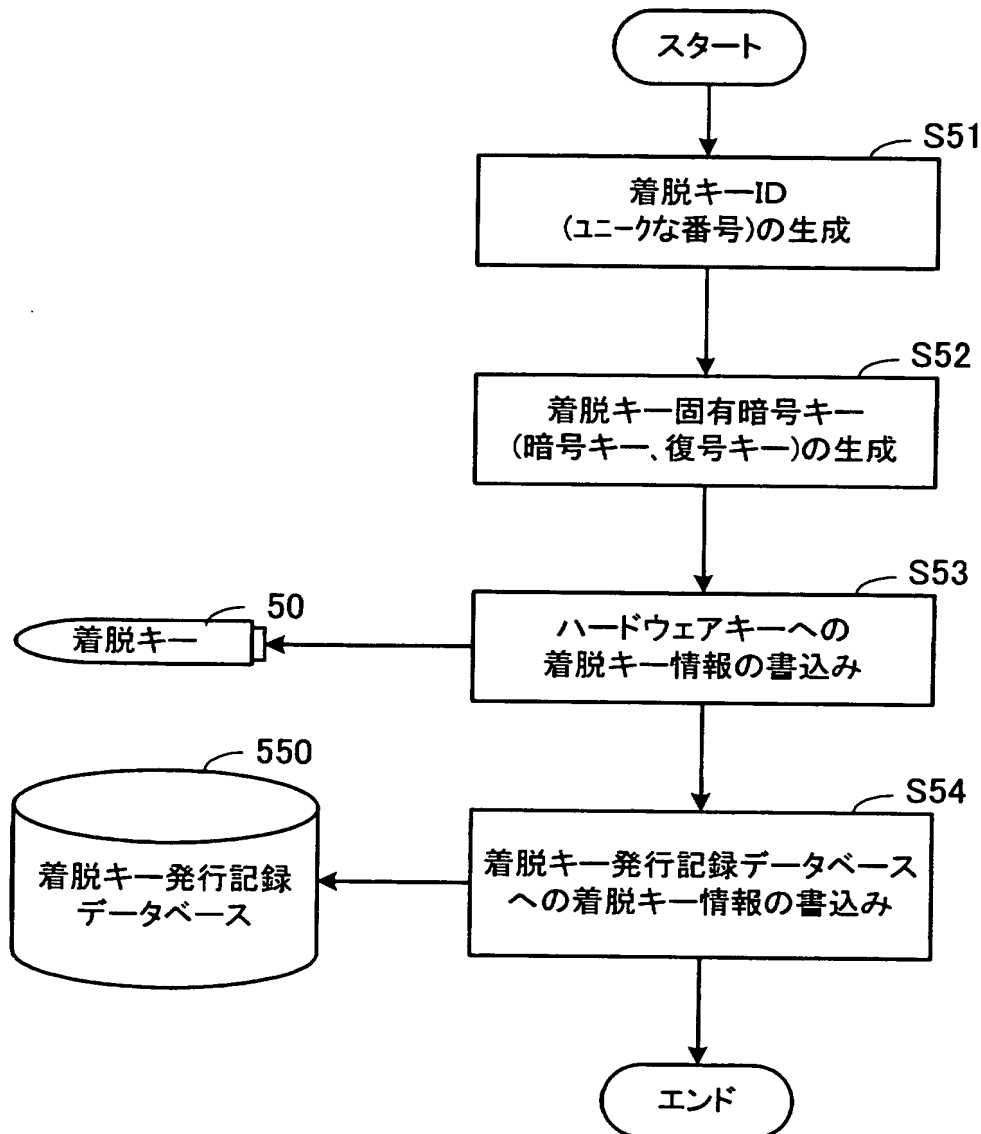 スタート
S51
着脱キーID
(ユニークな番号)の生成
S52
着脱キー固有暗号キー
(暗号キー、復号キー)の生成
S53
50
着脱キー
ハードウェアキーへの
着脱キー情報の書込み
550
S54
着脱キー発行記録
データベース
着脱キー発行記録データベース
への着脱キー情報の書込み
エンド